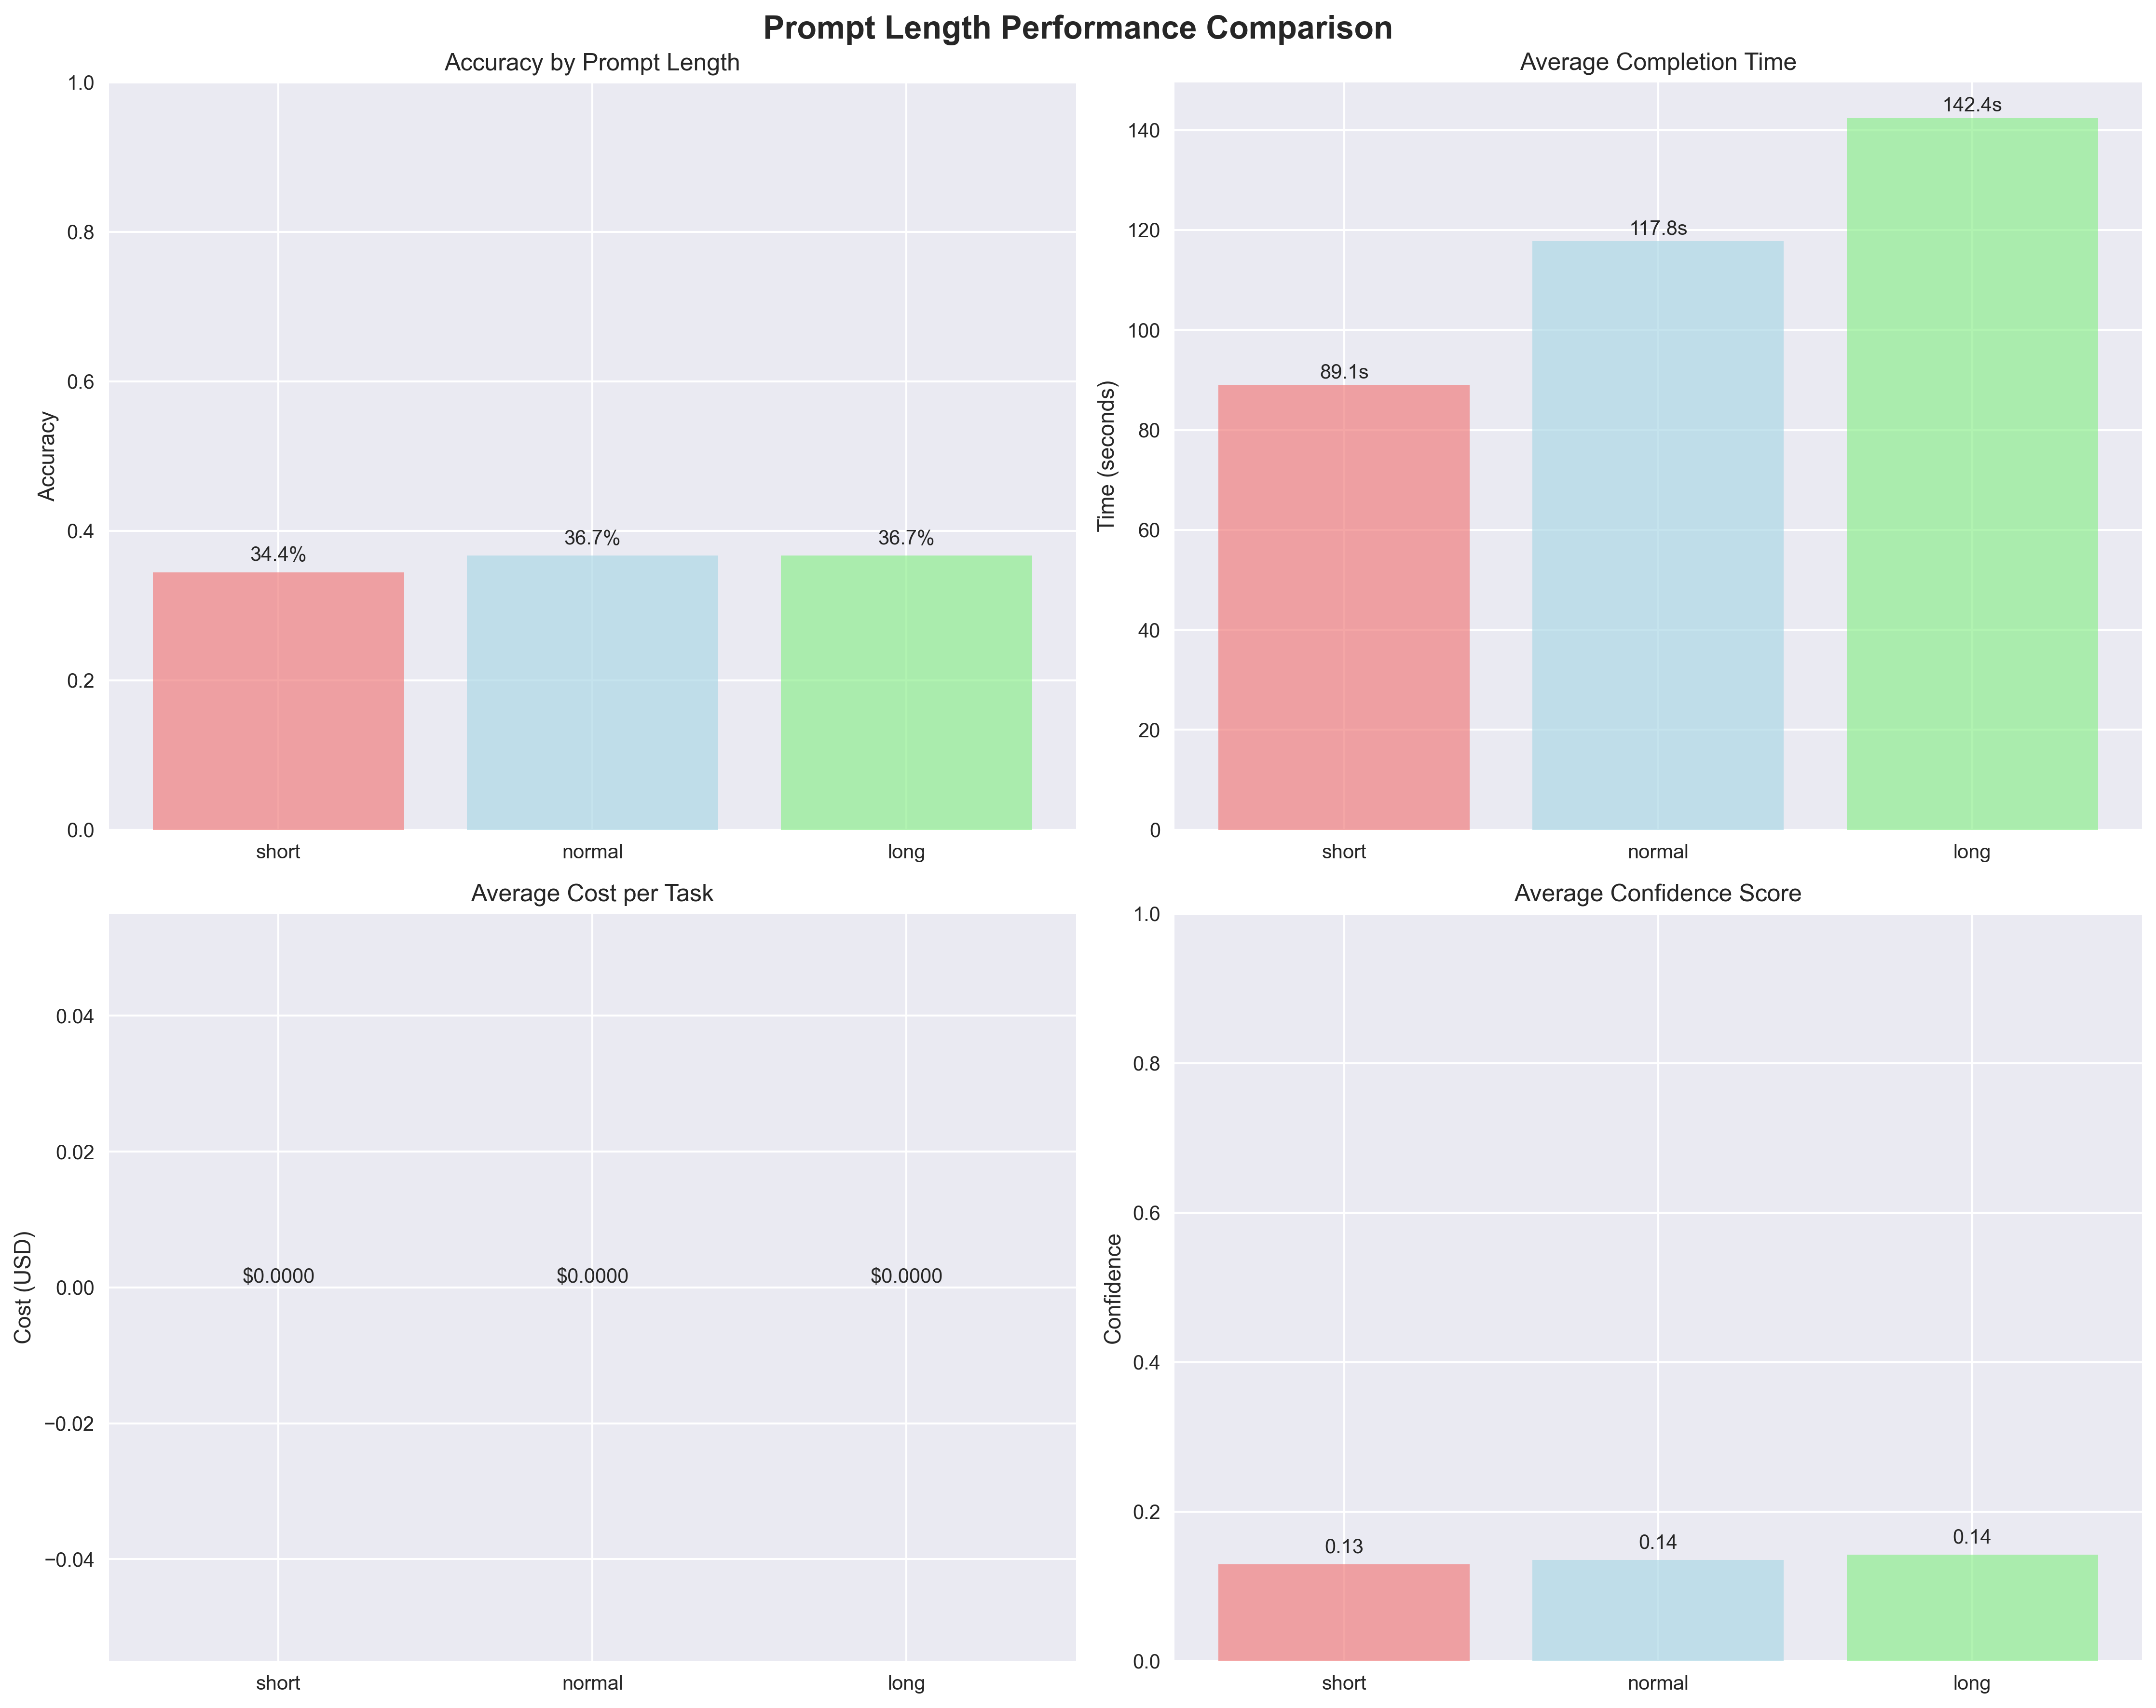 Prompt Length Performance Comparison
Accuracy by Prompt Length
1.0
0.8
0.6
0.4
0.2
0.0
Accuracy
34.4%
36.7%
36.7%
short
normal
long
Average Completion Time
140
120
100
80
60
40
20
0
Time (seconds)
89.1s
117.8s
142.4s
short
normal
long
Average Cost per Task
0.04
0.02
0.00
−0.02
−0.04
Cost (USD)
$0.0000
$0.0000
$0.0000
short
normal
long
Average Confidence Score
1.0
0.8
0.6
0.4
0.2
0.0
Confidence
0.13
0.14
0.14
short
normal
long